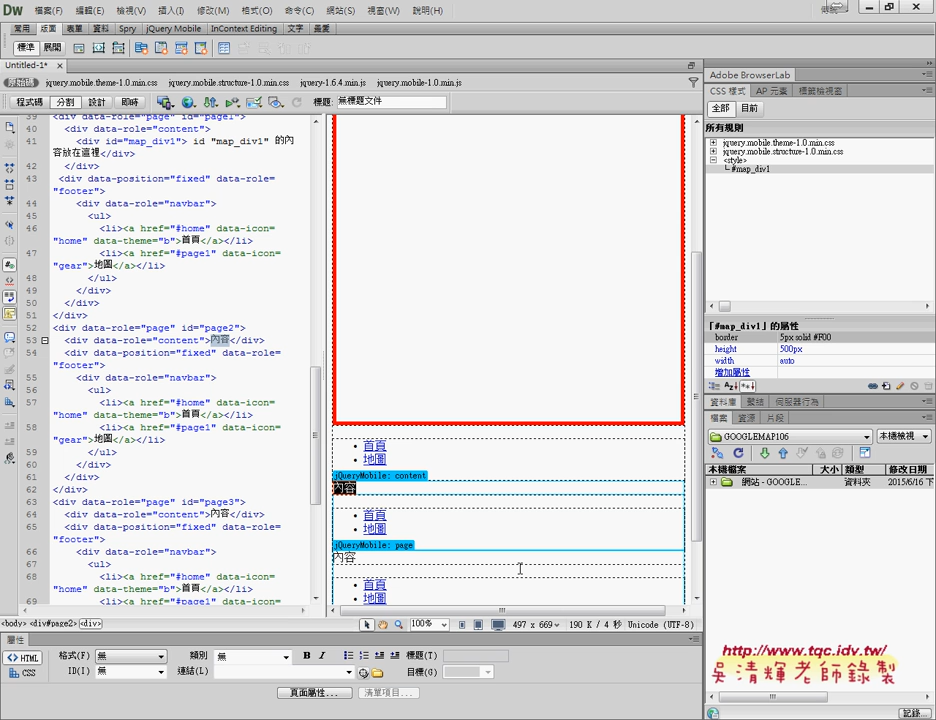 Dw 檔案(F) 編輯(E) 檢視(V) 插入(I) 修改(M) 格式(O) 命令(C) 網站(S) 視窗(W) 說明(H)
常用 版面 表單 資料 Spry jQuery Mobile InContext Editing 文字 最愛
標準 展開
Untitled-1*
原始碼 jquery.mobile.theme-1.0.min.css jquery.mobile.structure-1.0.min.css jquery-1.6.4.min.js jquery.mobile-1.0.min.js
程式碼 分割 設計 即時 標題: 無標題文件
39 <div data-role="page" id="page1">
40 <div data-role="content">
41 <div id="map_div1"> id "map_div1" 的內
容放在這裡</div>
42 </div>
43 <div data-position="fixed" data-role=
"footer">
44 <div data-role="navbar">
45 <ul>
46 <li><a href="#home" data-icon=
"home" data-theme="b">首頁</a></li>
47 <li><a href="#page1" data-icon=
"gear">地圖</a></li>
48 </ul>
49 </div>
50 </div>
51 </div>
52 <div data-role="page" id="page2">
53 <div data-role="content">內容</div>
54 <div data-position="fixed" data-role=
"footer">
55 <div data-role="navbar">
56 <ul>
57 <li><a href="#home" data-icon=
"home" data-theme="b">首頁</a></li>
58 <li><a href="#page1" data-icon=
"gear">地圖</a></li>
59 </ul>
60 </div>
61 </div>
62 </div>
63 <div data-role="page" id="page3">
64 <div data-role="content">內容</div>
65 <div data-position="fixed" data-role=
"footer">
66 <div data-role="navbar">
67 <ul>
68 <li><a href="#home" data-icon=
"home" data-theme="b">首頁</a></li>
69 <li><a href="#page1" data-icon=
首頁
地圖
jQueryMobile: content
內容
首頁
地圖
jQueryMobile: page
內容
首頁
地圖
<body> <div#page2> <div>
100% 497 x 669 190 K / 4 秒 Unicode (UTF-8)
屬性
HTML 格式(F) 無 類別 無 B I 標題(T)
CSS ID(I) 無 連結(L) 目標(G)
頁面屬性... 清單項目...
Adobe BrowserLab
CSS 樣式 AP 元素 標籤檢視窗
全部 目前
所有規則
jquery.mobile.theme-1.0.min.css
jquery.mobile.structure-1.0.min.css
<style>
#map_div1
「#map_div1」的屬性
border 5px solid #F00
height 500px
width auto
增加屬性
資料庫 繫結 伺服器行為
檔案 資源 片段
GOOGLEMAP106 本機檢視
本機檔案 大小 類型 修改日期
網站 - GOOGLE... 資料夾 2015/6/16 下
http://www.tqc.idv.tw/
吳清輝老師錄製
記錄...